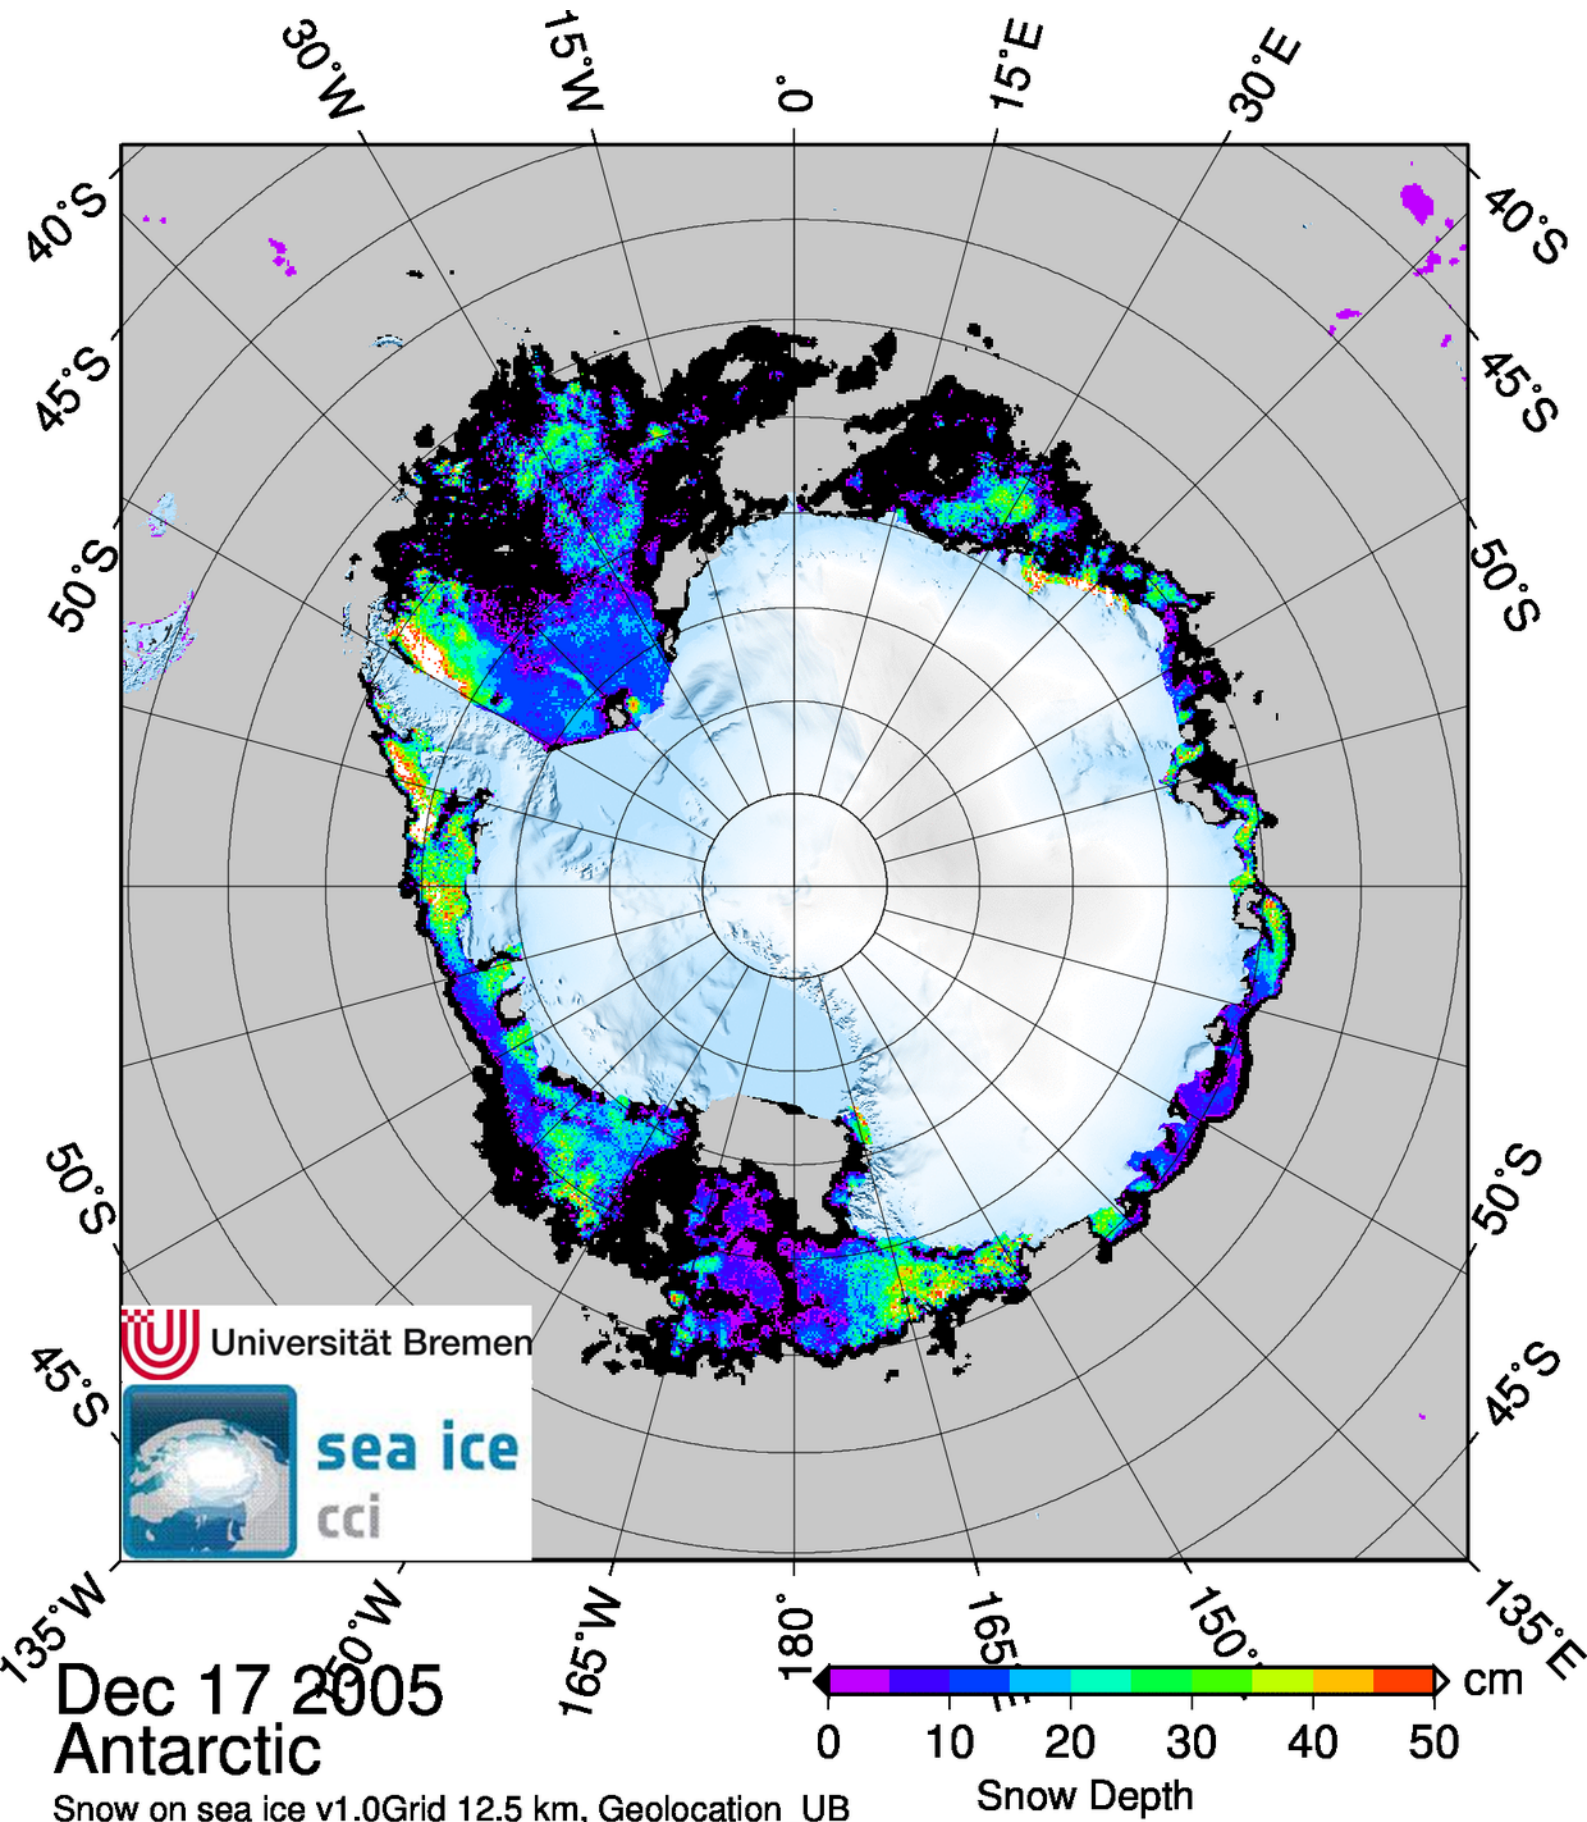 30°W 15°W 0° 15°E 30°E
40°S 40°S
45°S 45°S
50°S 50°S
50°S 50°S
45°S 45°S
Universität Bremen
sea ice
cci
135°W 165°W 180° 135°E
Dec 17 2005
Antarctic
Snow on sea ice v1.0Grid 12.5 km, Geolocation UB
cm
0 10 20 30 40 50
Snow Depth